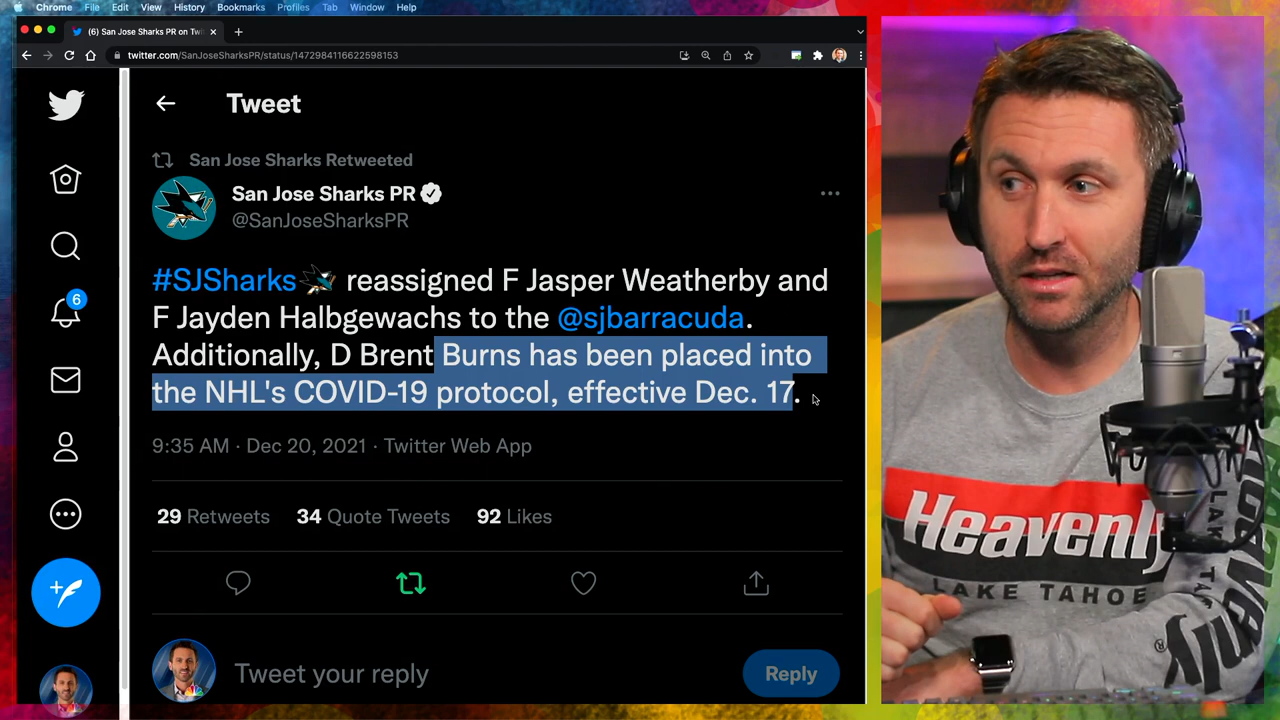 Chrome File Edit View History Bookmarks Profiles Tab Window Help
(6) San Jose Sharks PR on Twi
twitter.com/SanJoseSharksPR/status/1472984116622598153
Tweet
San Jose Sharks Retweeted
San Jose Sharks PR
@SanJoseSharksPR
#SJSharks reassigned F Jasper Weatherby and
F Jayden Halbgewachs to the @sjbarracuda.
Additionally, D Brent Burns has been placed into
the NHL's COVID-19 protocol, effective Dec. 17.
9:35 AM · Dec 20, 2021 · Twitter Web App
29 Retweets 34 Quote Tweets 92 Likes
6
Tweet your reply
Reply
Heavenly
LAKE TAHOE